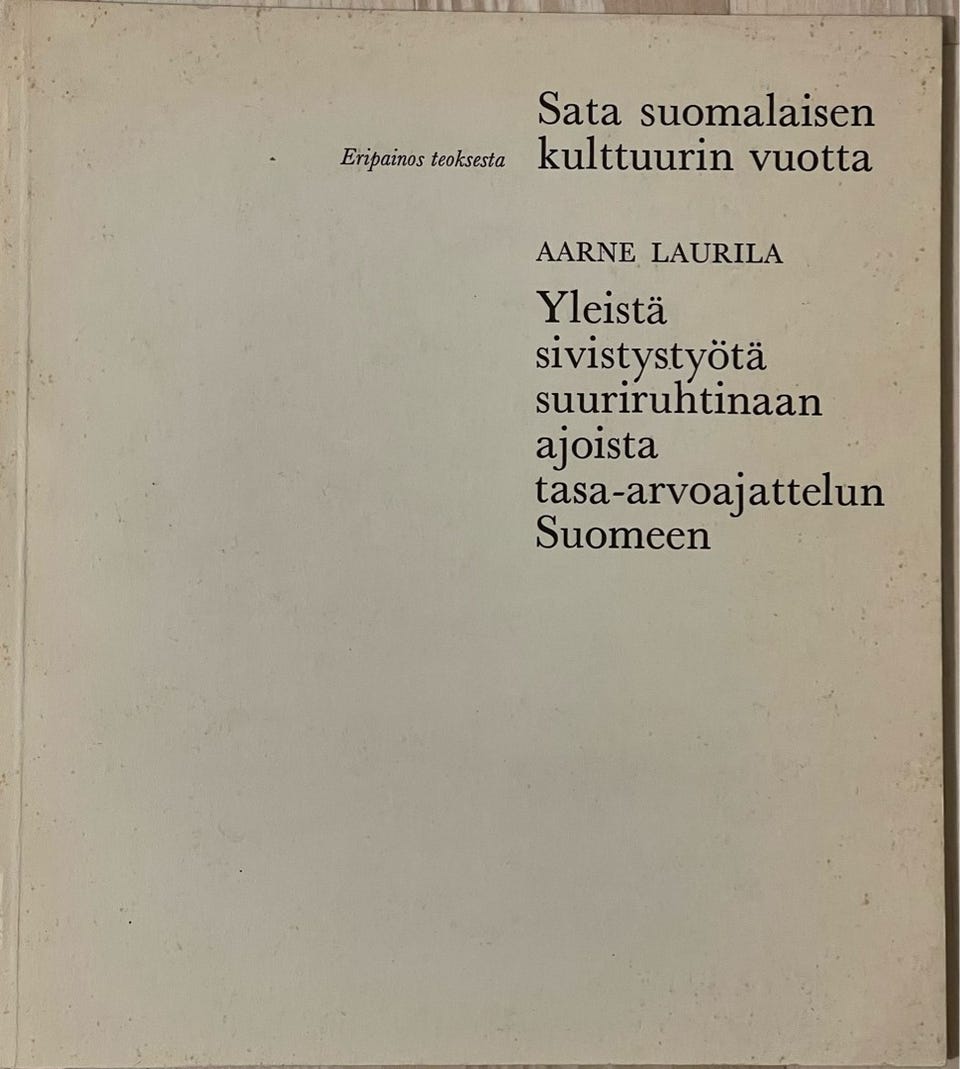 Sata suomalaisen
Eripainos teoksesta kulttuurin vuotta
AARNE LAURILA
Yleistä
sivistystyötä
suuriruhtinaan
ajoista
tasa-arvoajattelun
Suomeen